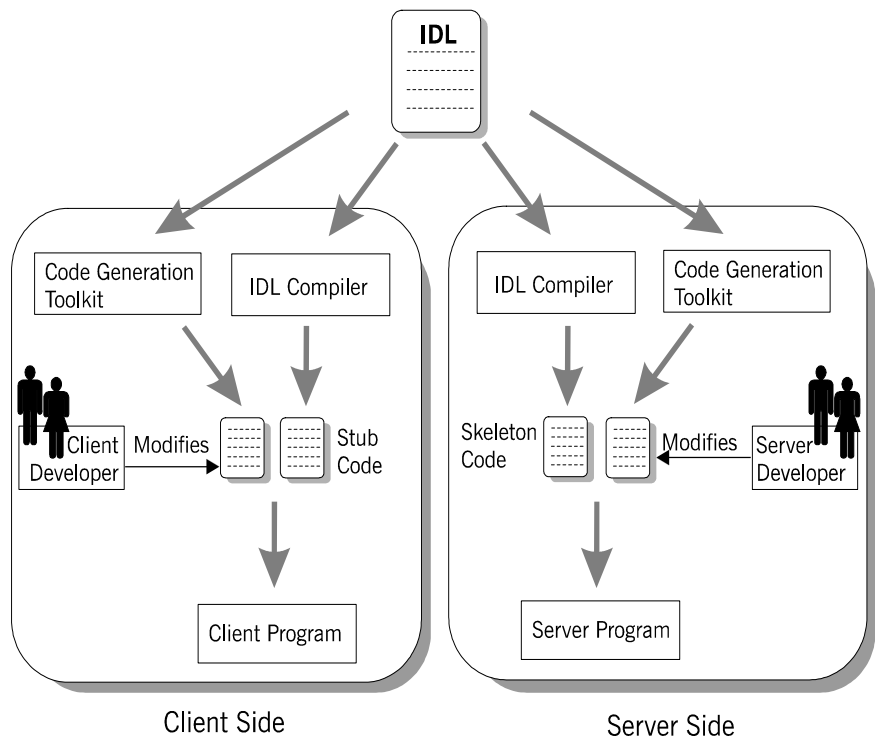 IDL
Code Generation
Toolkit
IDL Compiler
IDL Compiler
Code Generation
Toolkit
Client
Developer
Modifies
Stub
Code
Skeleton
Code
Modifies
Server
Developer
Client Program
Server Program
Client Side
Server Side